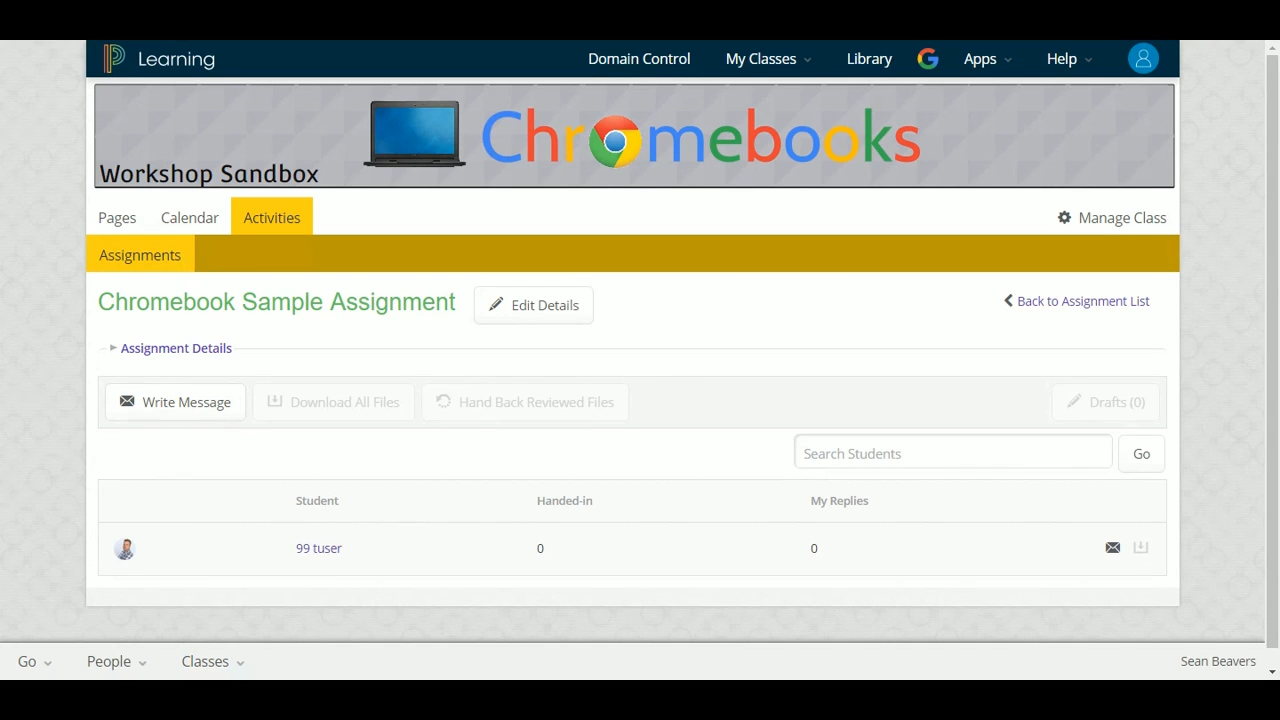 Learning Domain Control My Classes Library Apps Help
Chromebooks
Workshop Sandbox
Pages Calendar Activities Manage Class
Assignments
Chromebook Sample Assignment Edit Details Back to Assignment List
Assignment Details
Write Message Download All Files Hand Back Reviewed Files Drafts (0)
Search Students Go
Student Handed-in My Replies
99 tuser 0 0
Go People Classes Sean Beavers